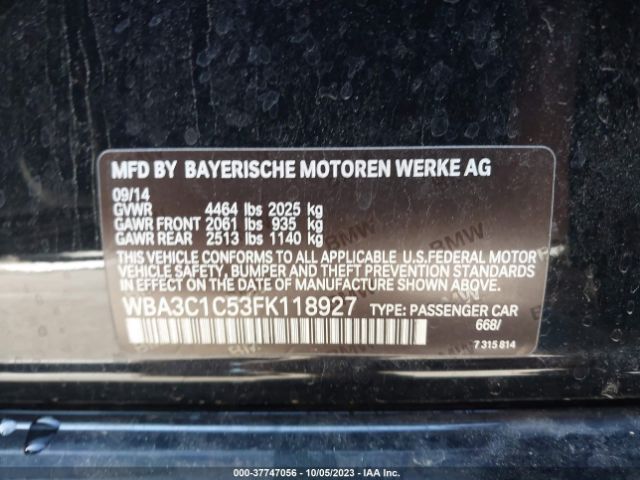 MFD BY BAYERISCHE MOTOREN WERKE AG
09/14
GVWR 4464 lbs 2025 kg
GAWR FRONT 2061 lbs 935 kg
GAWR REAR 2513 lbs 1140 kg
THIS VEHICLE CONFORMS TO ALL APPLICABLE U.S.FEDERAL MOTOR
VEHICLE SAFETY, BUMPER AND THEFT PREVENTION STANDARDS
IN EFFECT ON THE DATE OF MANUFACTURE SHOWN ABOVE.
WBA3C1C53FK118927 TYPE: PASSENGER CAR
668/
7 315 814
000-37747056 - 10/05/2023 - IAA Inc.